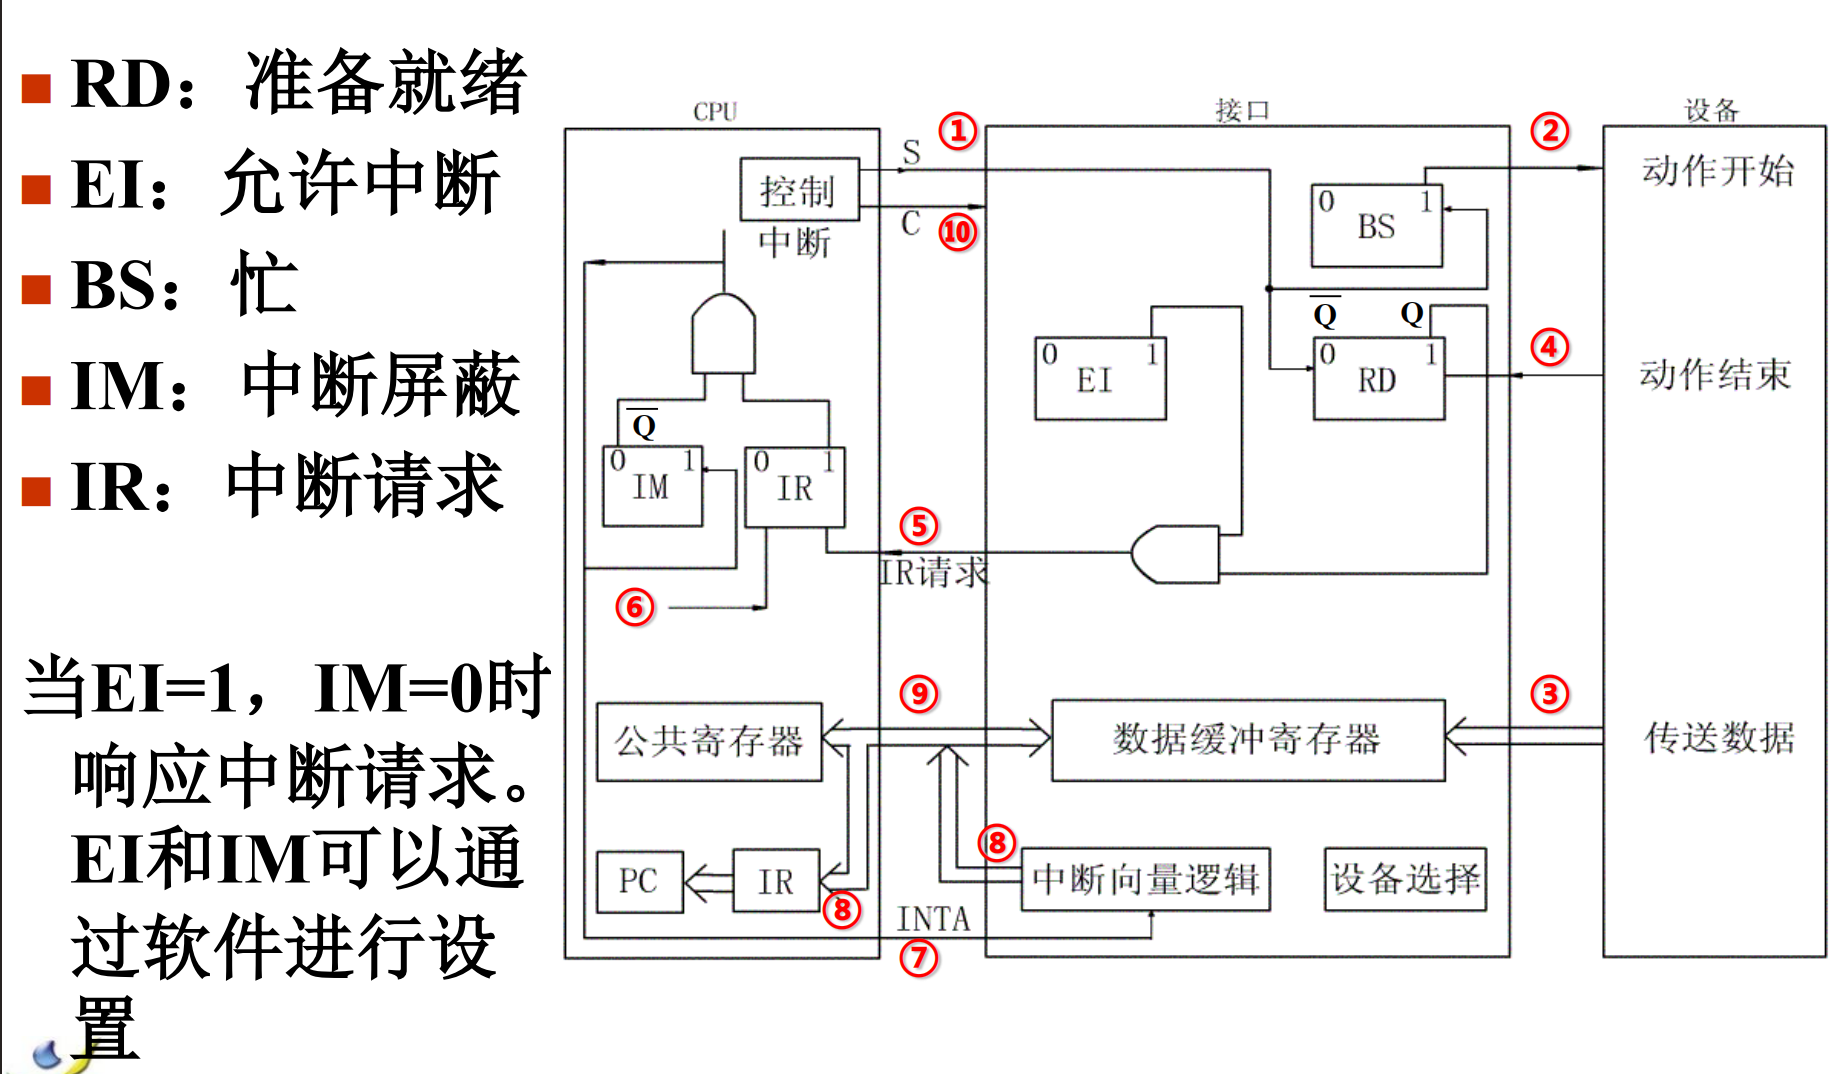 RD：准备就绪
EI：允许中断
BS：忙
IM：中断屏蔽
IR：中断请求
当EI=1，IM=0时
响应中断请求。
EI和IM可以通
过软件进行设
置
CPU
接口
设备
①
②
S
控制
动作开始
0 1
BS
C
⑩
中断
Q
Q
④
0 1
EI
0 1
RD
动作结束
Q
0 1
IM
0 1
IR
⑤
IR请求
⑥
⑨
③
公共寄存器
数据缓冲寄存器
传送数据
⑧
PC
IR
中断向量逻辑
设备选择
⑧
INTA
⑦